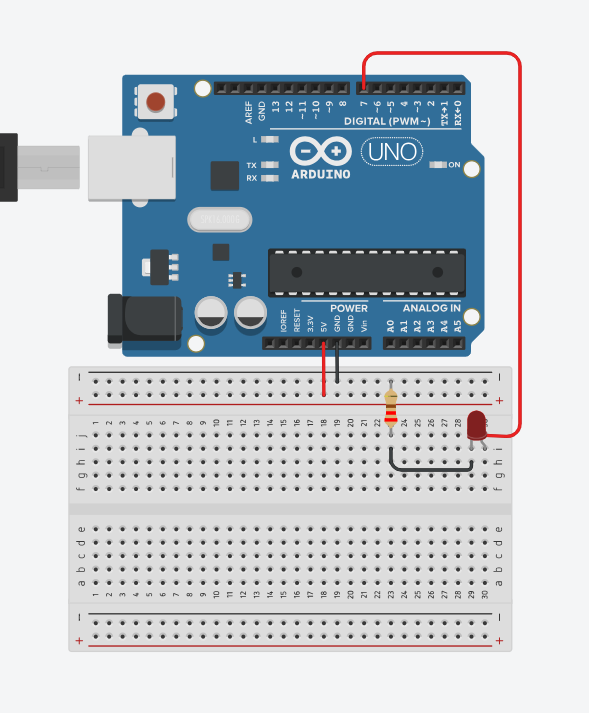 AREF GND 13 12 ~11 ~10 ~9 8 7 ~6 ~5 4 ~3 2 TX→1 RX←0
DIGITAL (PWM~)
L
TX
RX
UNO
ON
ARDUINO
POWER
ANALOG IN
IOREF RESET 3.3V 5V GND GND Vin A0 A1 A2 A3 A4 A5
− −
+ +
1 2 3 4 5 6 7 8 9 10 11 12 13 14 15 16 17 18 19 20 21 22 24 25 26 27 28
j
i i
h h
g g
f f
e e
d d
c c
b b
a a
1 2 3 4 5 6 7 8 9 10 11 12 13 14 15 16 17 18 19 20 21 22 23 24 25 26 27 28 29 30
− −
+ +